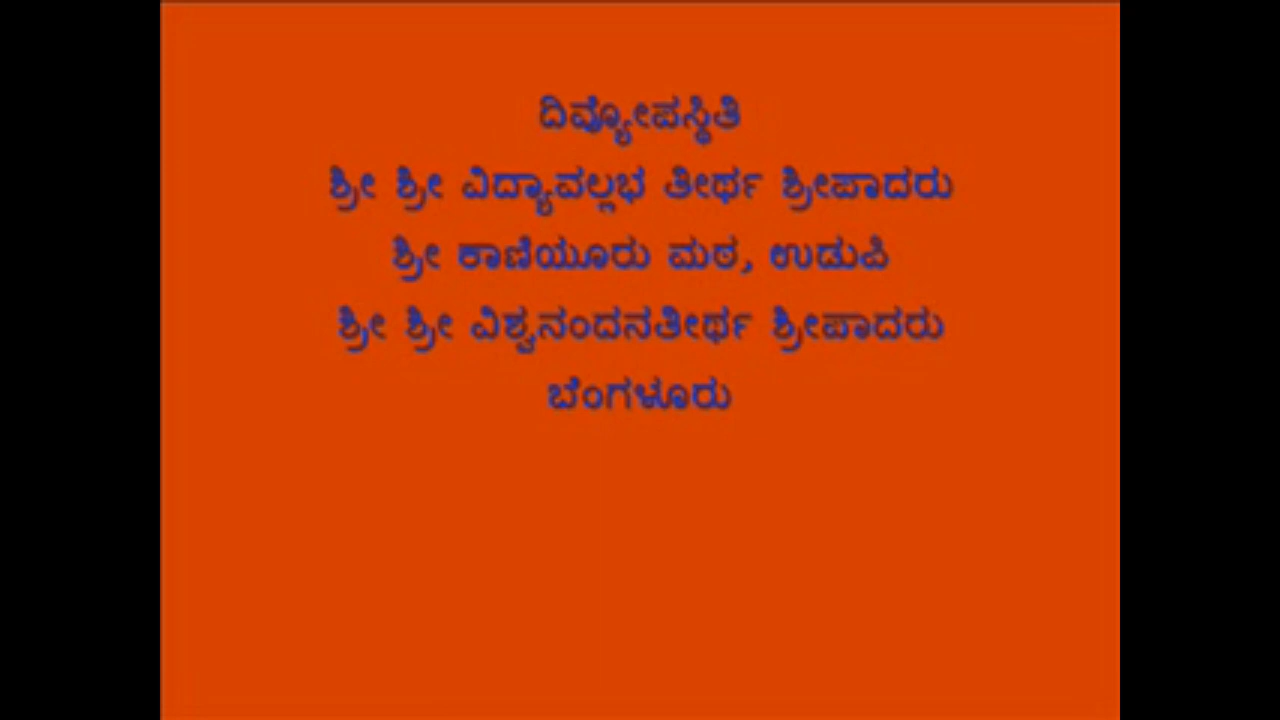 ದಿವ್ಯೋಪಸ್ಥಿತಿ
ಶ್ರೀ ಶ್ರೀ ವಿದ್ಯಾವಲ್ಲಭ ತೀರ್ಥ ಶ್ರೀಪಾದರು
ಶ್ರೀ ಕಾಣಿಯೂರು ಮಠ, ಉಡುಪಿ
ಶ್ರೀ ಶ್ರೀ ವಿಶ್ವನಂದನತೀರ್ಥ ಶ್ರೀಪಾದರು
ಬೆಂಗಳೂರು